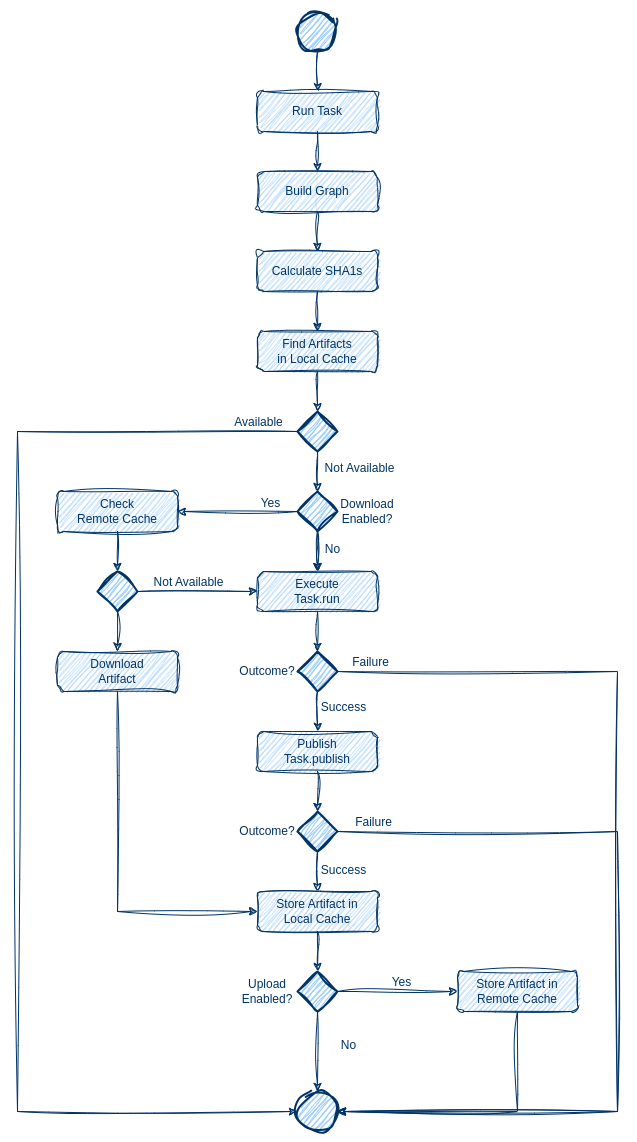 Run Task
Build Graph
Calculate SHA1s
Find Artifacts
in Local Cache
Available
Not Available
Check
Remote Cache
Yes
Download
Enabled?
No
Not Available
Execute
Task.run
Download
Artifact
Outcome?
Failure
Success
Publish
Task.publish
Outcome?
Failure
Success
Store Artifact in
Local Cache
Upload
Enabled?
Yes
Store Artifact in
Remote Cache
No